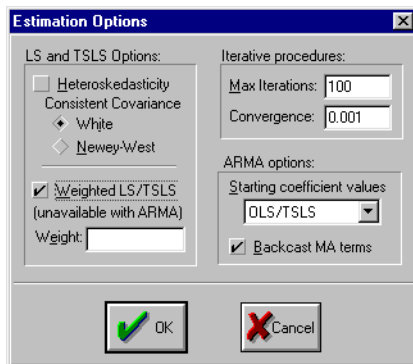 Estimation Options
LS and TSLS Options:
Heteroskedasticity
Consistent Covariance
White
Newey-West
Weighted LS/TSLS
(unavailable with ARMA)
Weight:
Iterative procedures:
Max Iterations: 100
Convergence: 0.001
ARMA options:
Starting coefficient values
OLS/TSLS
Backcast MA terms
OK
Cancel